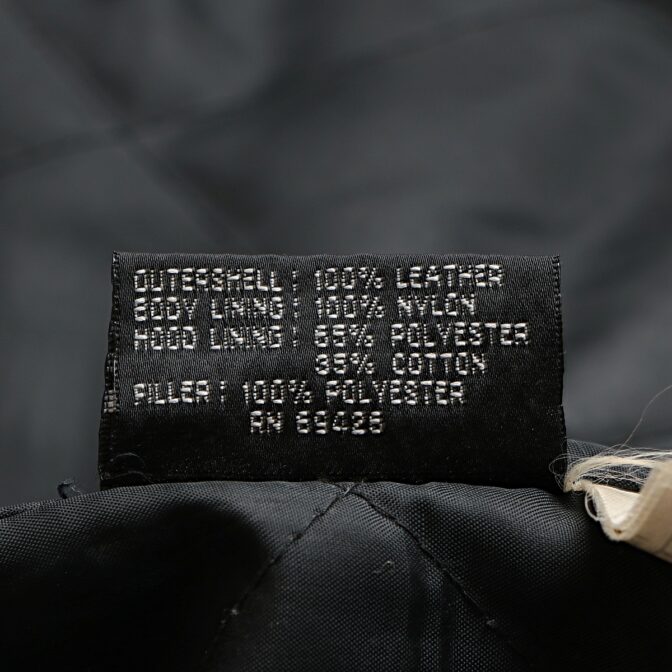 OUTERSHELL: 100% LEATHER
BODY LINING: 100% NYLON
HOOD LINING: 65% POLYESTER
35% COTTON
FILLER: 100% POLYESTER
RN 69426